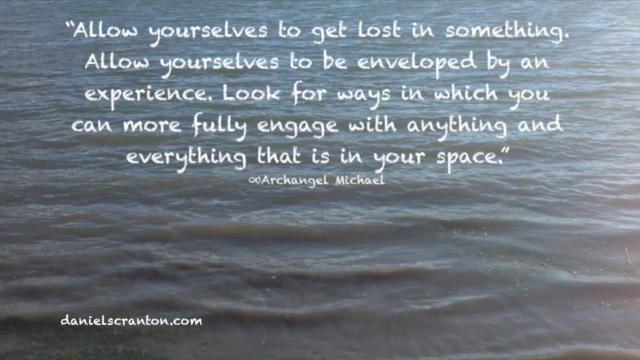 "Allow yourselves to get lost in something.
Allow yourselves to be enveloped by an
experience. Look for ways in which you
can more fully engage with anything and
everything that is in your space."
∞Archangel Michael
danielscranton.com